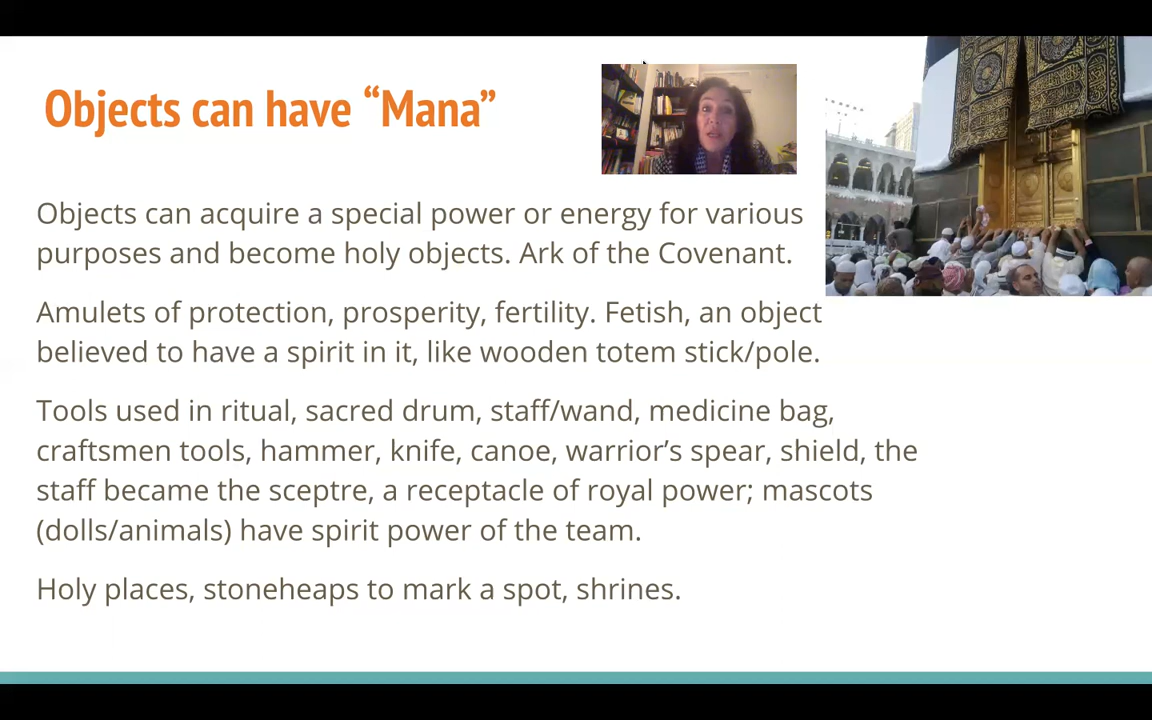 Objects can have “Mana”
Objects can acquire a special power or energy for various
purposes and become holy objects. Ark of the Covenant.
Amulets of protection, prosperity, fertility. Fetish, an object
believed to have a spirit in it, like wooden totem stick/pole.
Tools used in ritual, sacred drum, staff/wand, medicine bag,
craftsmen tools, hammer, knife, canoe, warrior’s spear, shield, the
staff became the sceptre, a receptacle of royal power; mascots
(dolls/animals) have spirit power of the team.
Holy places, stoneheaps to mark a spot, shrines.